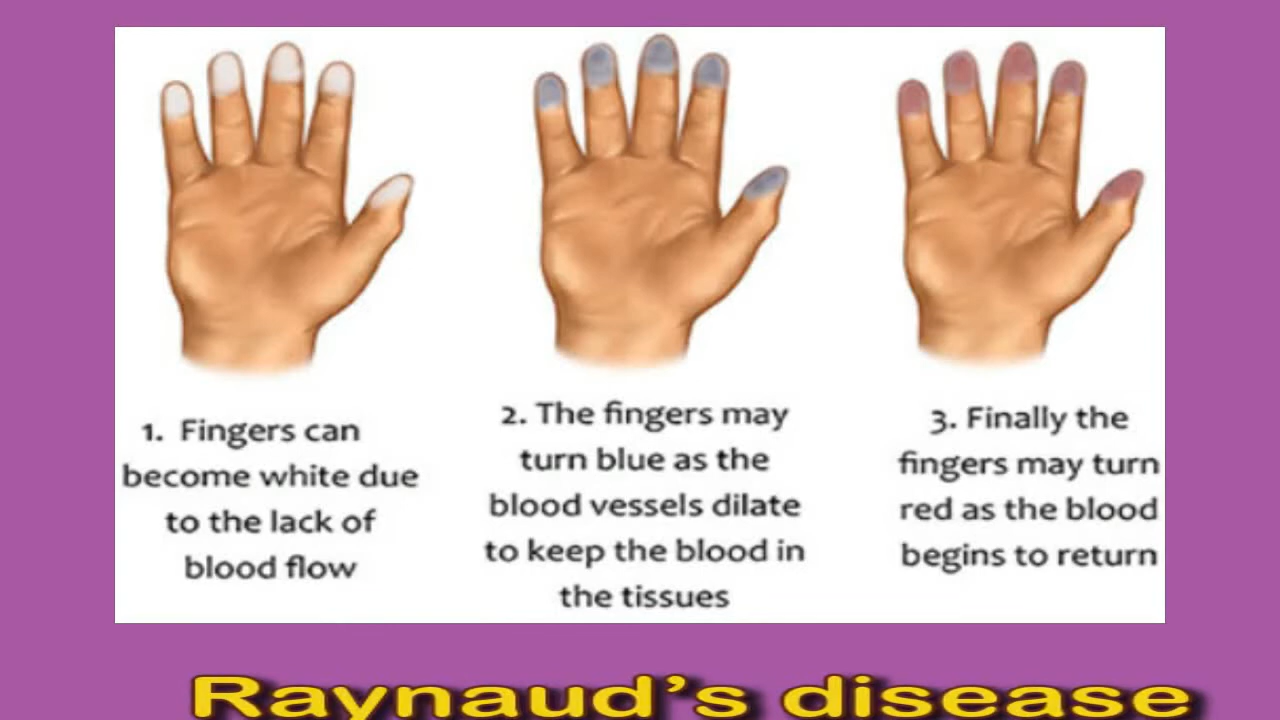 1. Fingers can
become white due
to the lack of
blood flow
2. The fingers may
turn blue as the
blood vessels dilate
to keep the blood in
the tissues
3. Finally the
fingers may turn
red as the blood
begins to return
Raynaud's disease